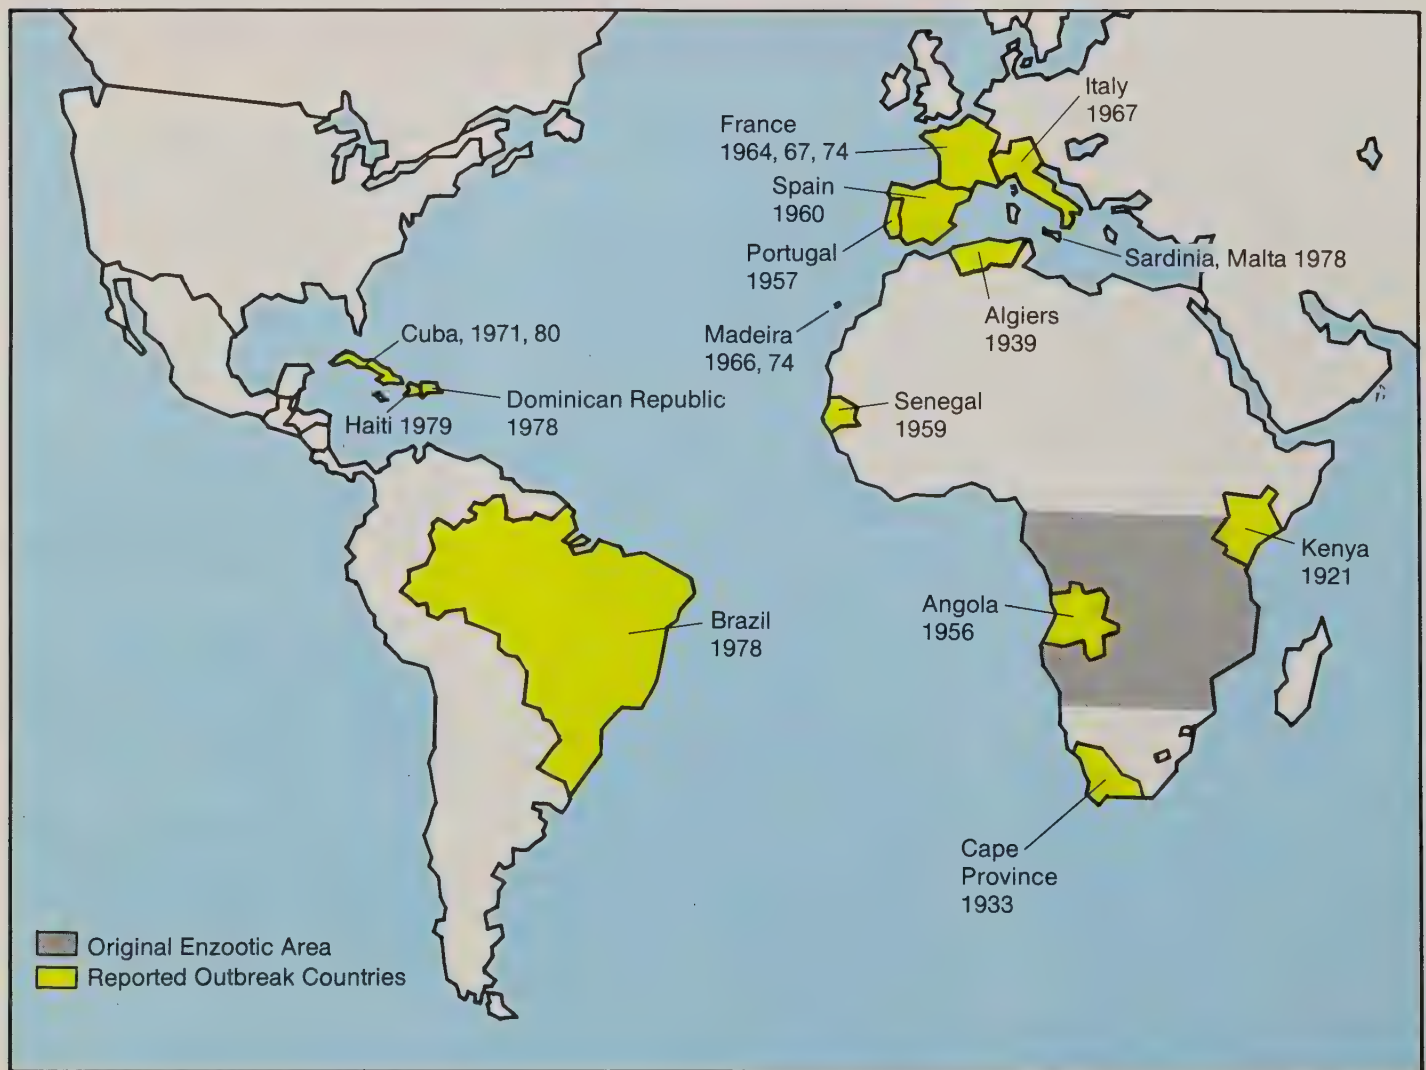 Italy
1967
France
1964, 67, 74
Spain
1960
Portugal
1957
Sardinia, Malta 1978
Algiers
1939
Madeira
1966, 74
Cuba, 1971, 80
Dominican Republic
1978
Haiti 1979
Senegal
1959
Kenya
1921
Angola
1956
Brazil
1978
Cape
Province
1933
Original Enzootic Area
Reported Outbreak Countries